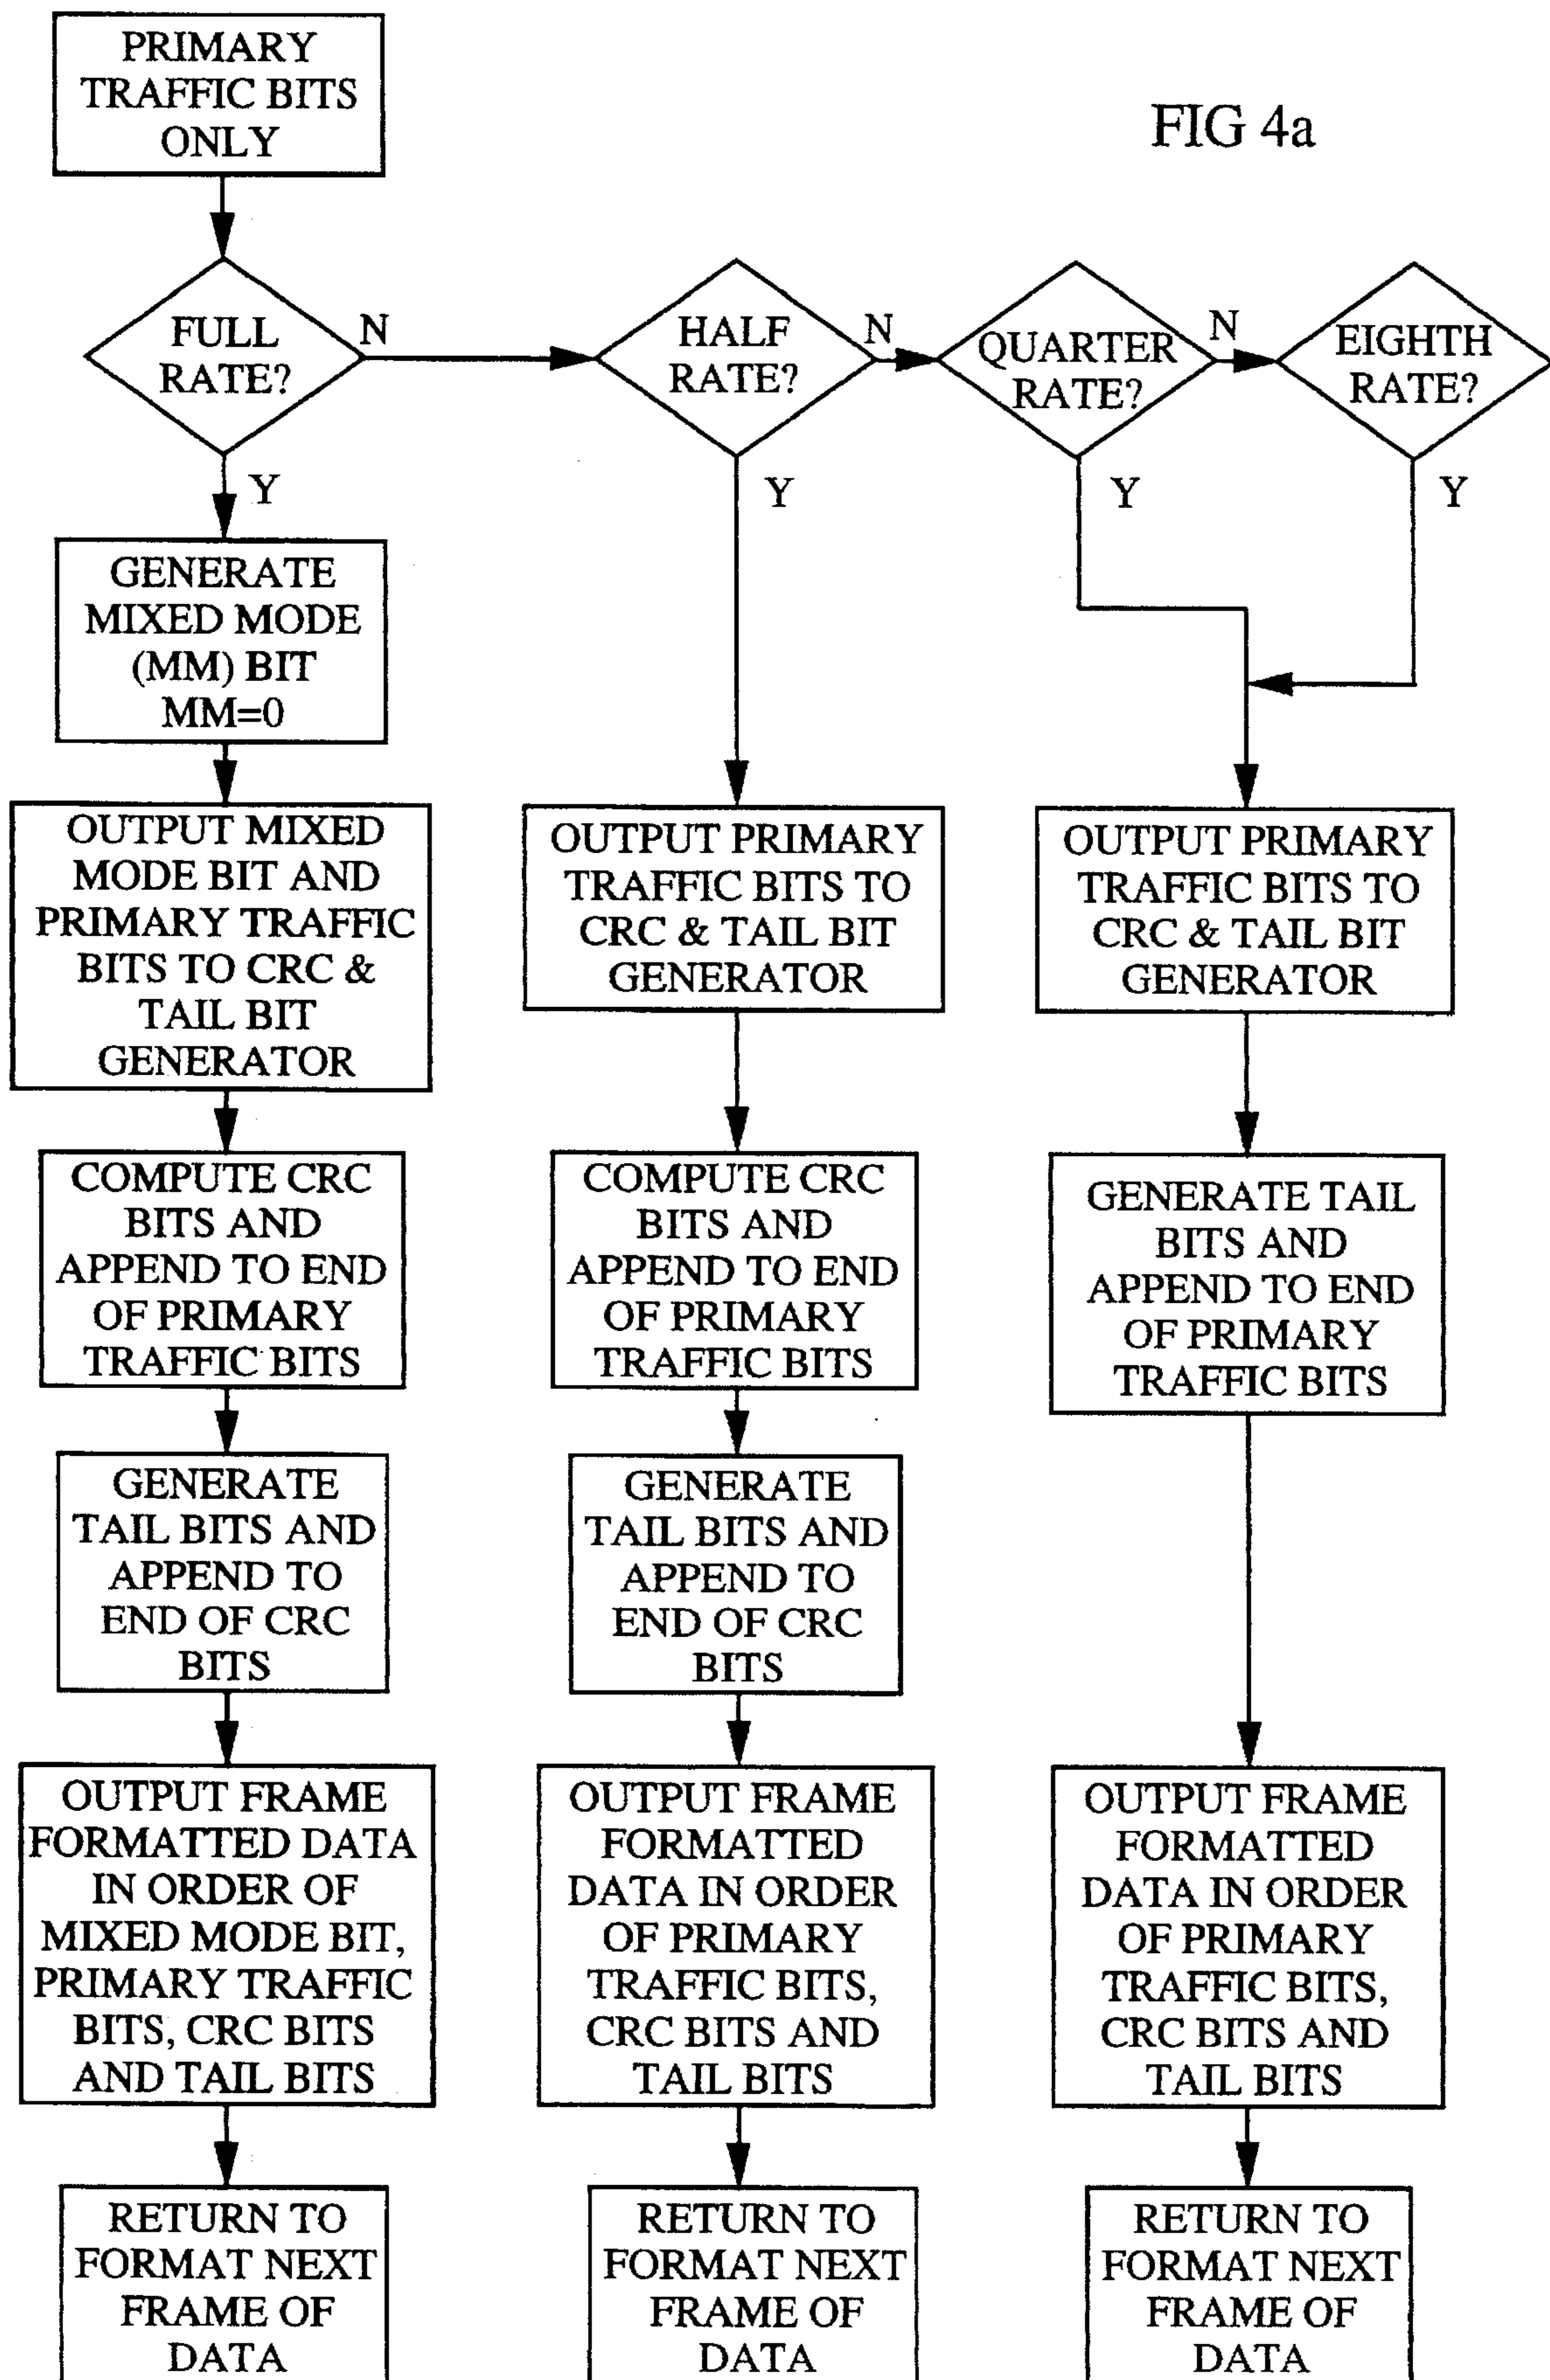 PRIMARY
TRAFFIC BITS
ONLY
FIG 4a
FULL
RATE?
N
HALF
RATE?
N
QUARTER
RATE?
N
EIGHTH
RATE?
Y
Y
Y
Y
GENERATE
MIXED MODE
(MM) BIT
MM=0
OUTPUT MIXED
MODE BIT AND
PRIMARY TRAFFIC
BITS TO CRC &
TAIL BIT
GENERATOR
OUTPUT PRIMARY
TRAFFIC BITS TO
CRC & TAIL BIT
GENERATOR
OUTPUT PRIMARY
TRAFFIC BITS TO
CRC & TAIL BIT
GENERATOR
COMPUTE CRC
BITS AND
APPEND TO END
OF PRIMARY
TRAFFIC BITS
COMPUTE CRC
BITS AND
APPEND TO END
OF PRIMARY
TRAFFIC BITS
GENERATE TAIL
BITS AND
APPEND TO END
OF PRIMARY
TRAFFIC BITS
GENERATE
TAIL BITS AND
APPEND TO
END OF CRC
BITS
GENERATE
TAIL BITS AND
APPEND TO
END OF CRC
BITS
OUTPUT FRAME
FORMATTED DATA
IN ORDER OF
MIXED MODE BIT,
PRIMARY TRAFFIC
BITS, CRC BITS
AND TAIL BITS
OUTPUT FRAME
FORMATTED
DATA IN ORDER
OF PRIMARY
TRAFFIC BITS,
CRC BITS AND
TAIL BITS
OUTPUT FRAME
FORMATTED
DATA IN ORDER
OF PRIMARY
TRAFFIC BITS,
CRC BITS AND
TAIL BITS
RETURN TO
FORMAT NEXT
FRAME OF
DATA
RETURN TO
FORMAT NEXT
FRAME OF
DATA
RETURN TO
FORMAT NEXT
FRAME OF
DATA